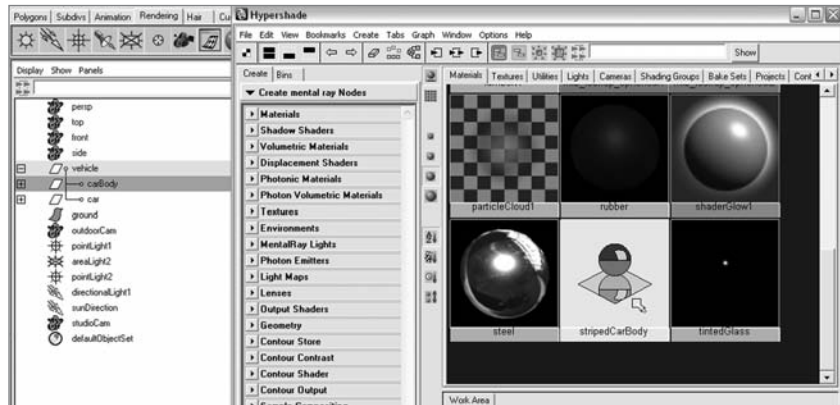 Polygons Subdivs Animation Rendering Hair
Hypershade
File Edit View Bookmarks Create Tabs Graph Window Options Help
Show
Display Show Panels
persp
top
front
side
vehicle
carBody
car
ground
outdoorCam
pointLight1
areaLight2
pointLight2
directionalLight1
sunDirection
studioCam
defaultObjectSet
Create Bins
Create mental ray Nodes
Materials
Shadow Shaders
Volumetric Materials
Displacement Shaders
Photonic Materials
Photon Volumetric Materials
Textures
Environments
MentalRay Lights
Photon Emitters
Light Maps
Lenses
Output Shaders
Geometry
Contour Store
Contour Contrast
Contour Shader
Contour Output
Materials Textures Utilities Lights Cameras Shading Groups Bake Sets Projects Cont
particleCloud1 rubber shaderGlow1
steel stripedCarBody tintedGlass
Work Area